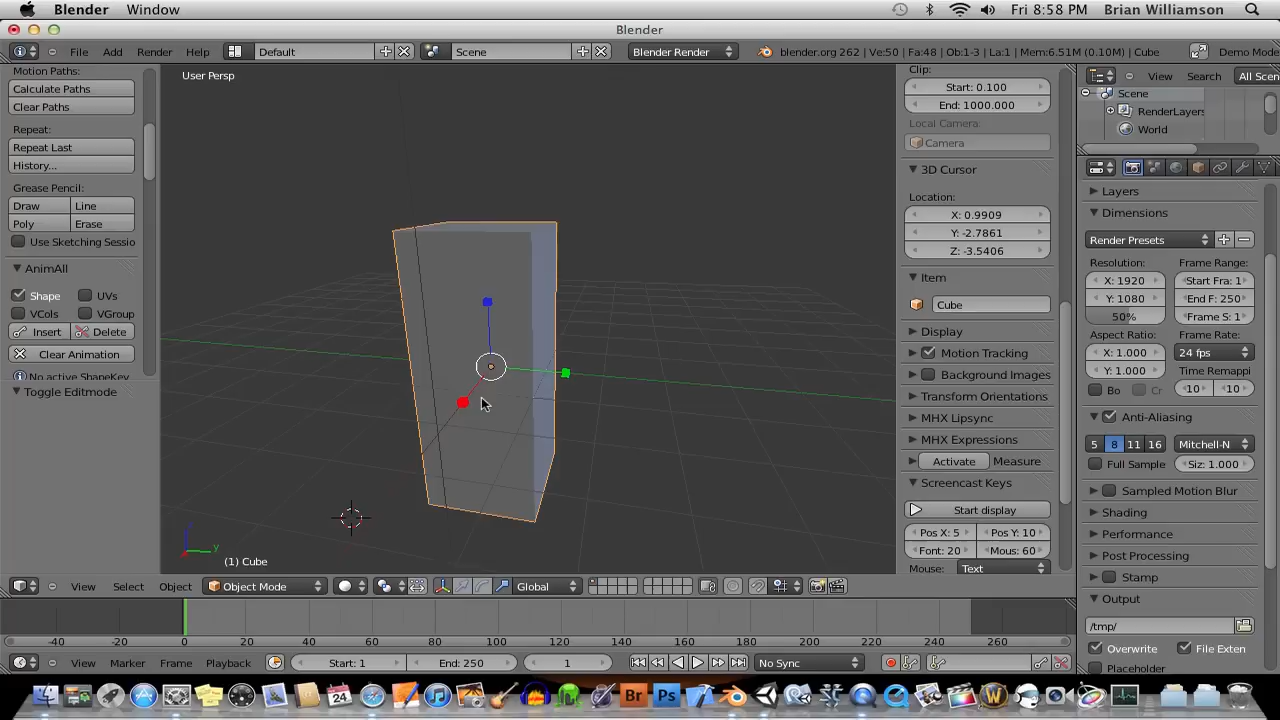 Blender Window Fri 8:58 PM Brian Williamson
Blender
File Add Render Help Default Scene Blender Render blender.org 262 | Ve:50 | Fa:48 | Ob:1-3 | La:1 | Mem:6.51M (0.10M) | Cube Demo Mode
Motion Paths:
Calculate Paths
Clear Paths
Repeat:
Repeat Last
History...
Grease Pencil:
Draw Line
Poly Erase
Use Sketching Sessio
AnimAll
Shape UVs
VCols VGroup
Insert Delete
Clear Animation
No active ShapeKey
Toggle Editmode
User Persp
y
(1) Cube
Clip:
Start: 0.100
End: 1000.000
Local Camera:
Camera
3D Cursor
Location:
X: 0.9909
Y: -2.7861
Z: -3.5406
Item
Cube
Display
Motion Tracking
Background Images
Transform Orientations
MHX Lipsync
MHX Expressions
Activate Measure
Screencast Keys
Start display
Pos X: 5 Pos Y: 10
Font: 20 Mous: 60
Mouse: Text
View Search All Scen
Scene
RenderLayers
World
Layers
Dimensions
Render Presets
Resolution: Frame Range:
X: 1920 Start Fra: 1
Y: 1080 End F: 250
50% Frame S: 1
Aspect Ratio: Frame Rate:
X: 1.000 24 fps
Y: 1.000 Time Remappi
Bo Cr 10 10
Anti-Aliasing
5 8 11 16 Mitchell-N
Full Sample Siz: 1.000
Sampled Motion Blur
Shading
Performance
Post Processing
Stamp
Output
/tmp/
Overwrite File Exten
Placeholder
View Select Object Object Mode Global
-40 -20 0 20 40 60 80 100 120 140 160 180 200 220 240 260
View Marker Frame Playback Start: 1 End: 250 1 No Sync
24 Br Ps W